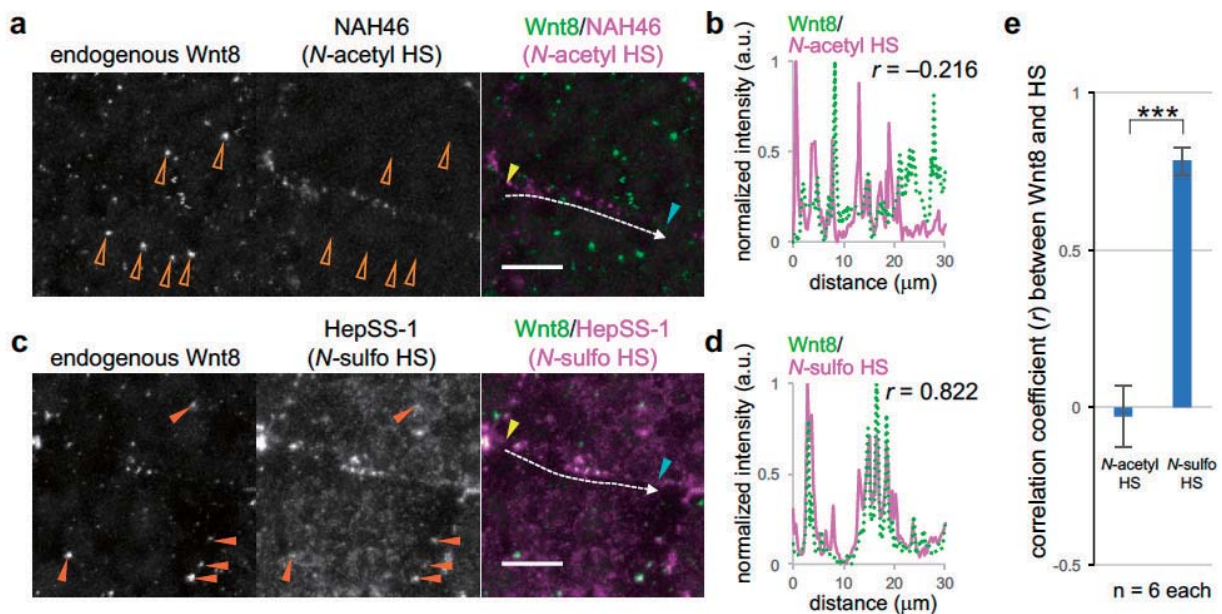 a
endogenous Wnt8
NAH46
(N-acetyl HS)
Wnt8/NAH46
(N-acetyl HS)
b
Wnt8/
N-acetyl HS
r = –0.216
normalized intensity (a.u.)
1
0.5
0
0 10 20 30
distance (μm)
c
endogenous Wnt8
HepSS-1
(N-sulfo HS)
Wnt8/HepSS-1
(N-sulfo HS)
d
Wnt8/
N-sulfo HS
r = 0.822
normalized intensity (a.u.)
1
0.5
0
0 10 20 30
distance (μm)
e
correlation coefficient (r) between Wnt8 and HS
1
0.5
0
-0.5
***
N-acetyl
HS
N-sulfo
HS
n = 6 each